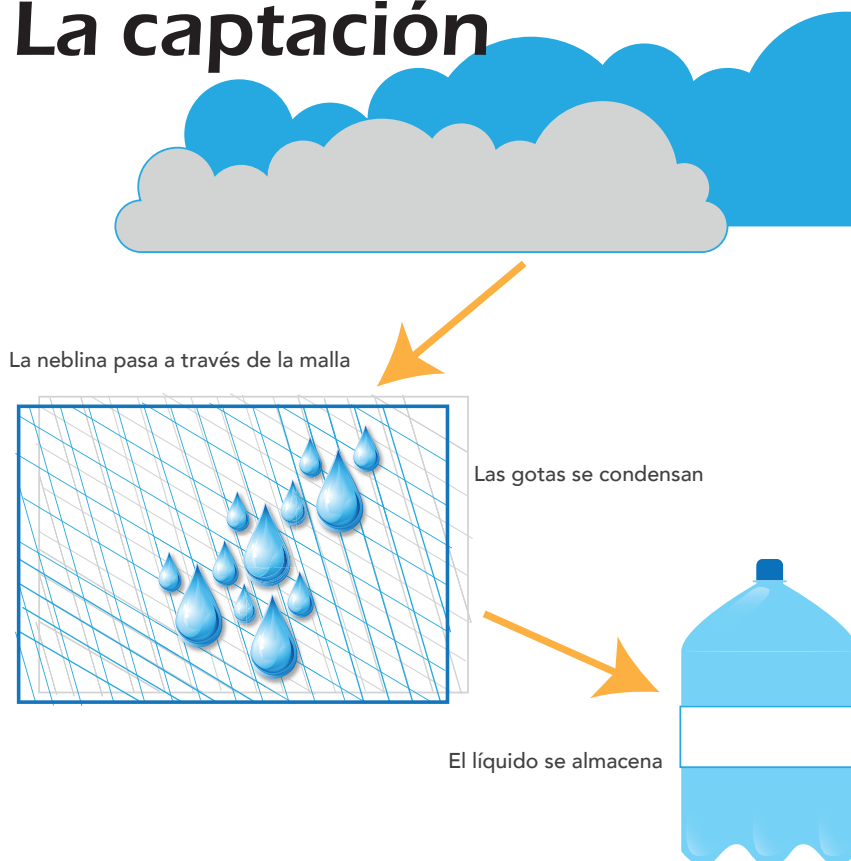 La captación
La neblina pasa a través de la malla
Las gotas se condensan
El líquido se almacena